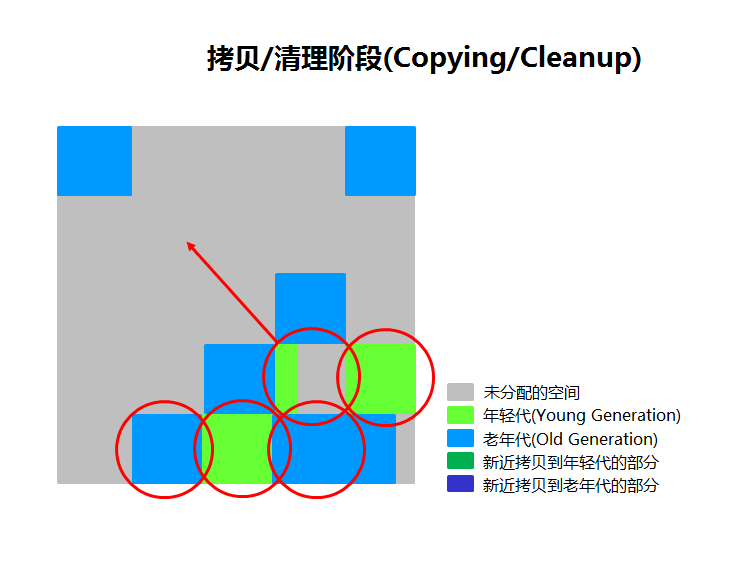 拷贝/清理阶段(Copying/Cleanup)
未分配的空间
年轻代(Young Generation)
老年代(Old Generation)
新近拷贝到年轻代的部分
新近拷贝到老年代的部分